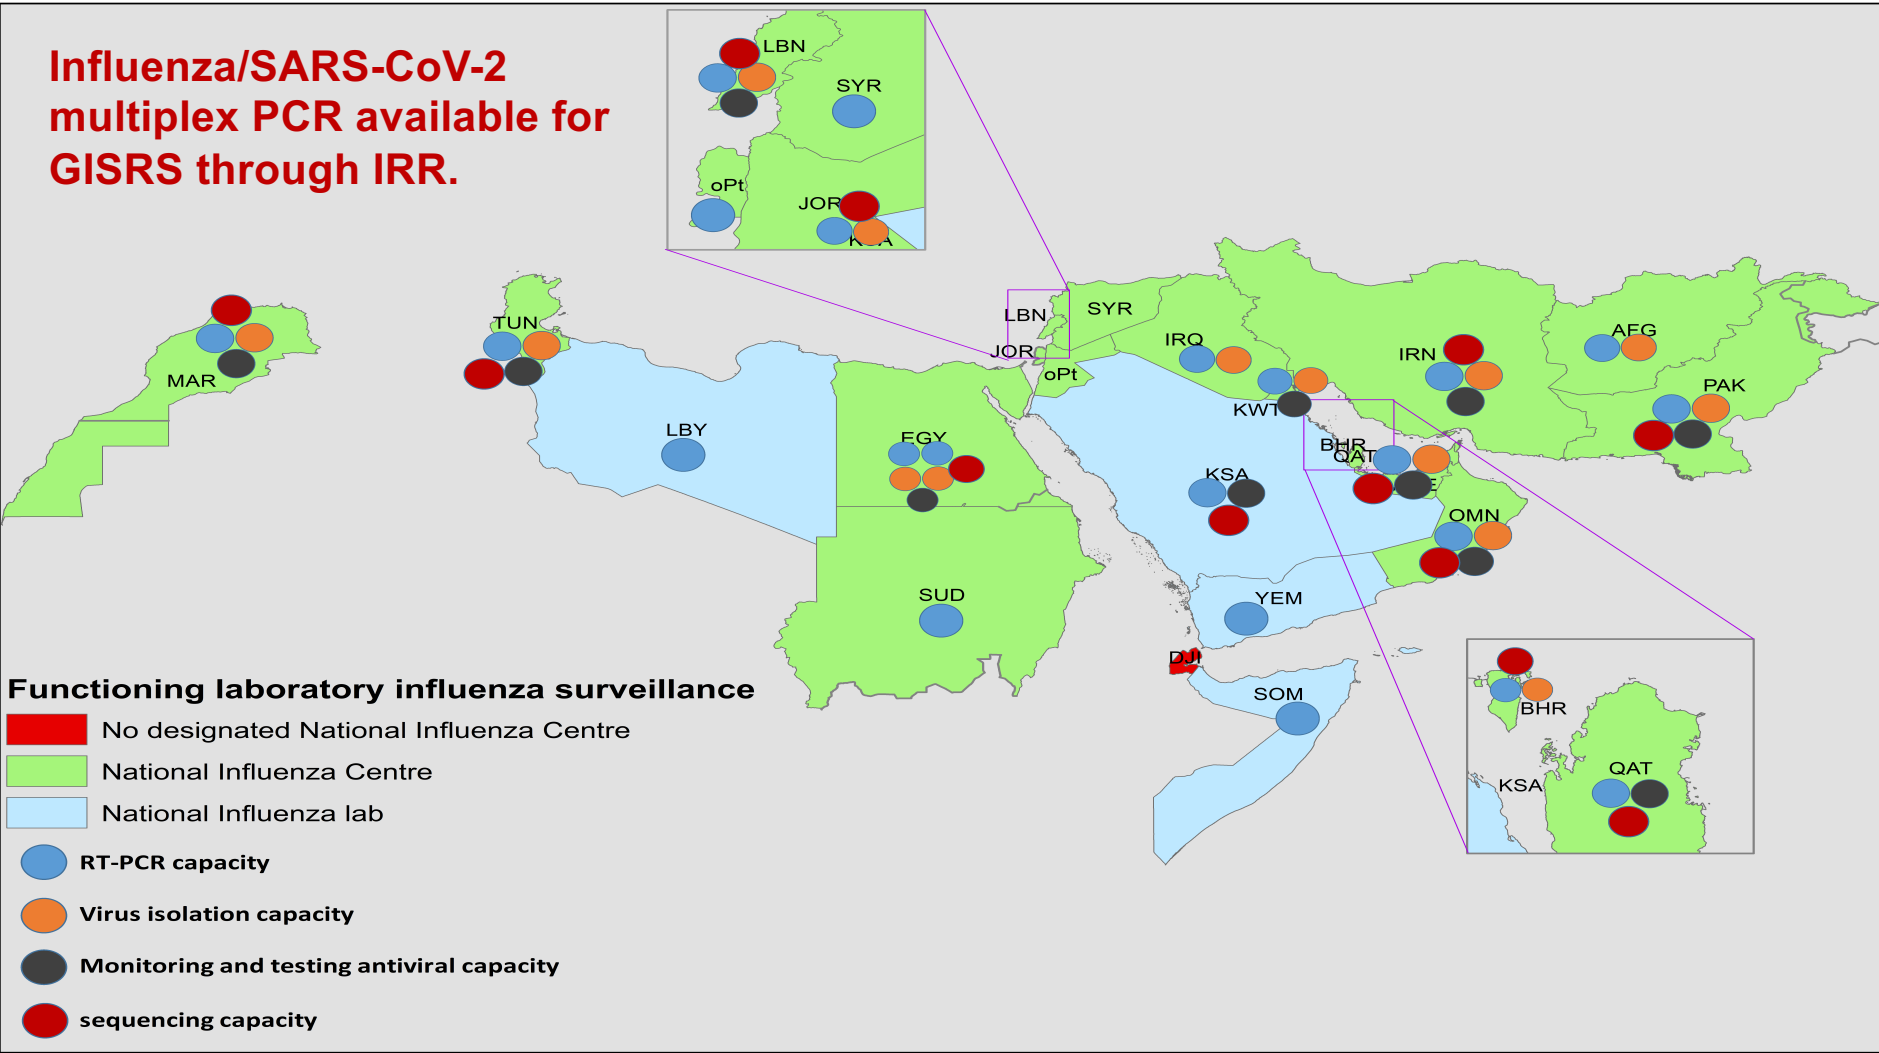 Influenza/SARS-CoV-2
multiplex PCR available for
GISRS through IRR.
LBN
SYR
oPt
JOR
KSA
MAR
TUN
LBY
EGY
SUD
LBN
JOR
SYR
oPt
IRQ
KWT
IRN
AFG
PAK
BHR
QAT
KSA
OMN
YEM
DJI
SOM
BHR
QAT
KSA
Functioning laboratory influenza surveillance
No designated National Influenza Centre
National Influenza Centre
National Influenza lab
RT-PCR capacity
Virus isolation capacity
Monitoring and testing antiviral capacity
sequencing capacity